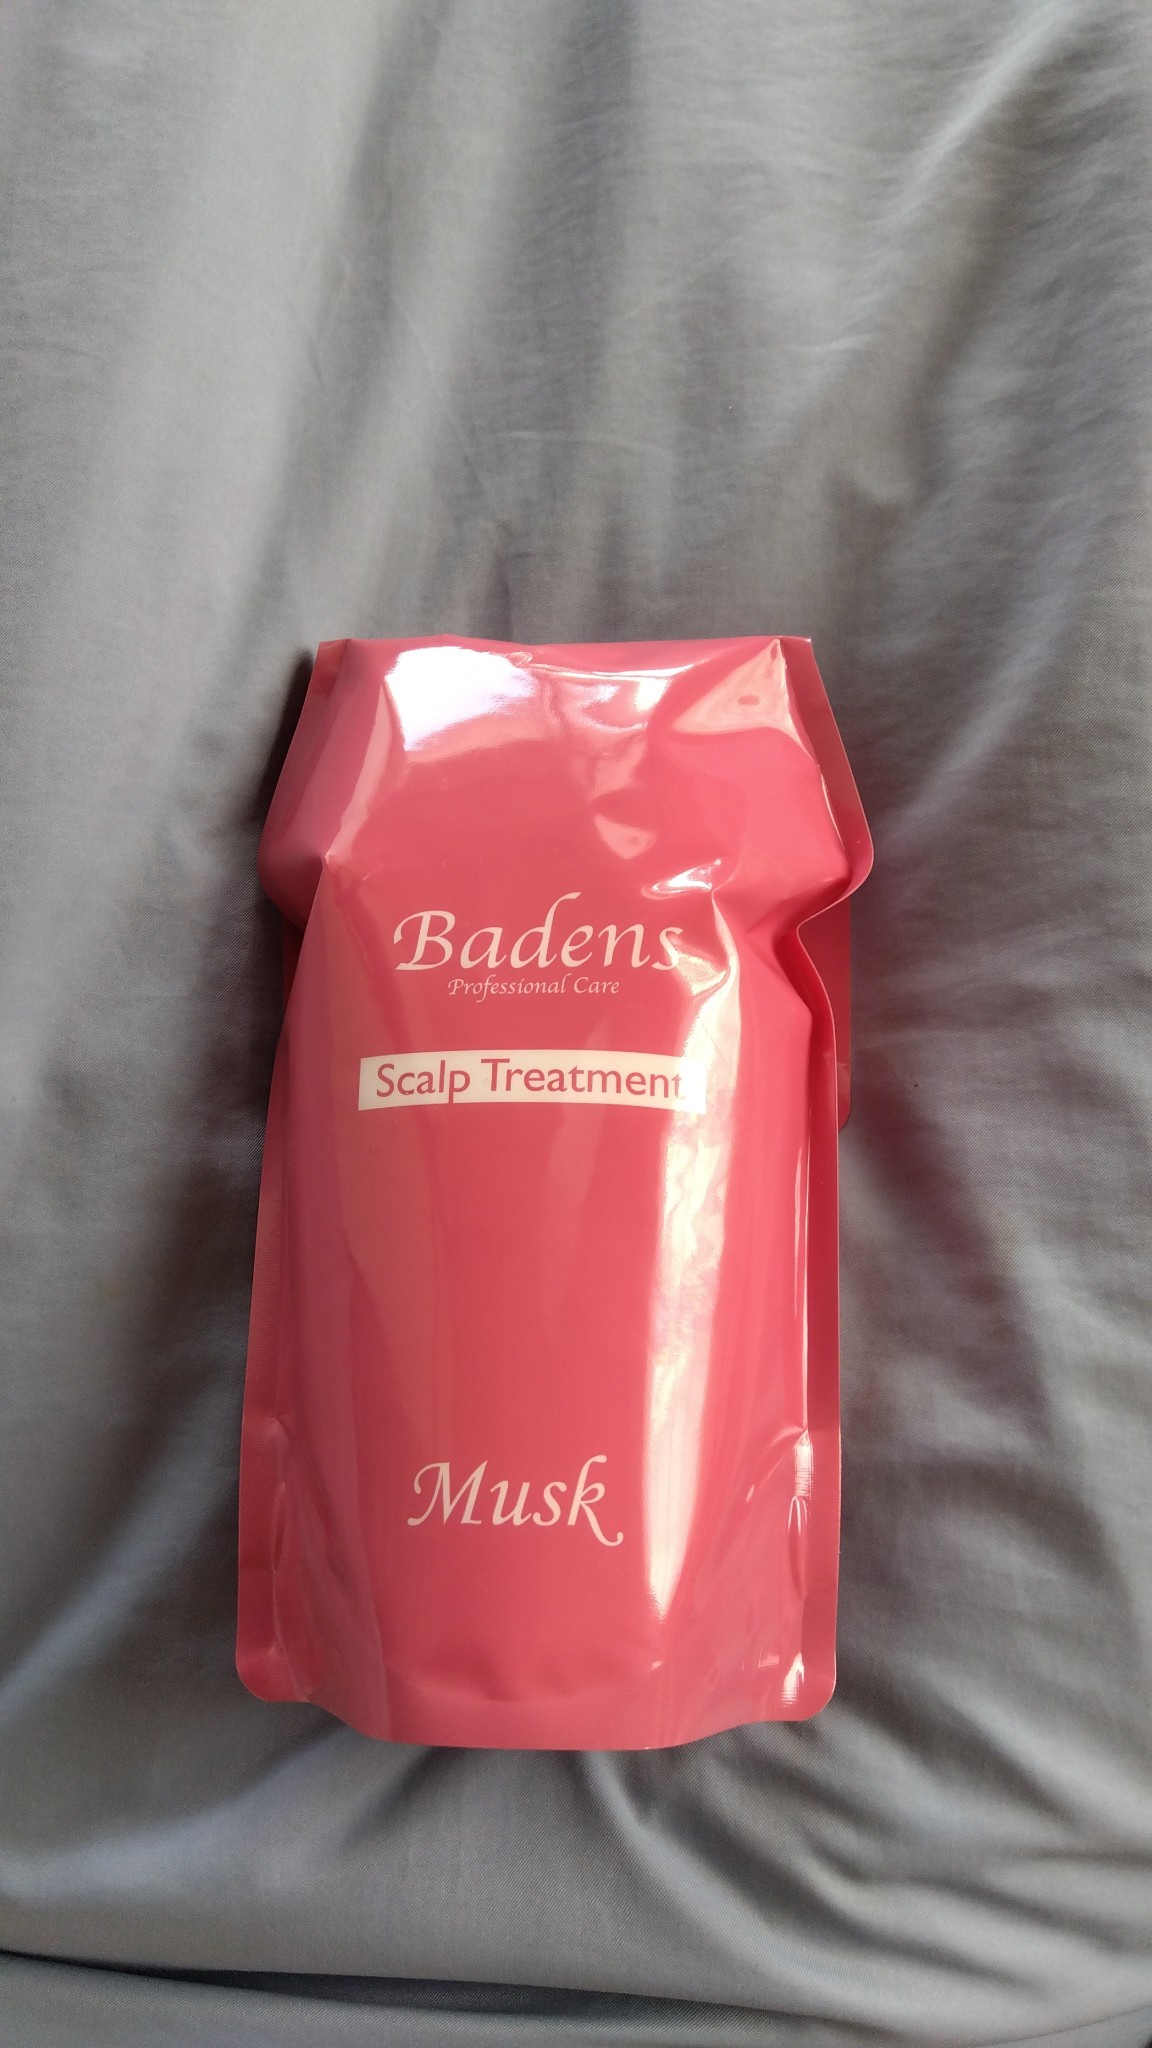 Badens
Professional Care
Scalp Treatment
Musk